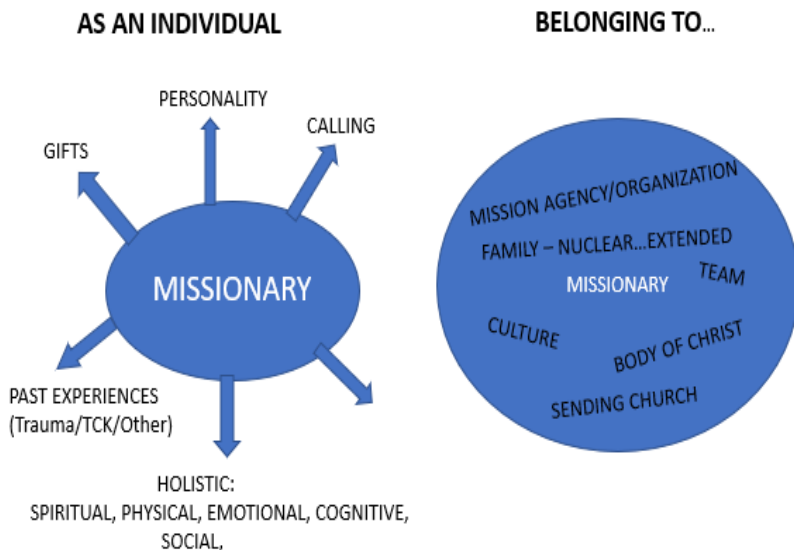 AS AN INDIVIDUAL
PERSONALITY
CALLING
GIFTS
MISSIONARY
PAST EXPERIENCES
(Trauma/TCK/Other)
HOLISTIC:
SPIRITUAL, PHYSICAL, EMOTIONAL, COGNITIVE,
SOCIAL,
BELONGING TO...
MISSION AGENCY/ORGANIZATION
FAMILY – NUCLEAR...EXTENDED
MISSIONARY
TEAM
CULTURE
BODY OF CHRIST
SENDING CHURCH